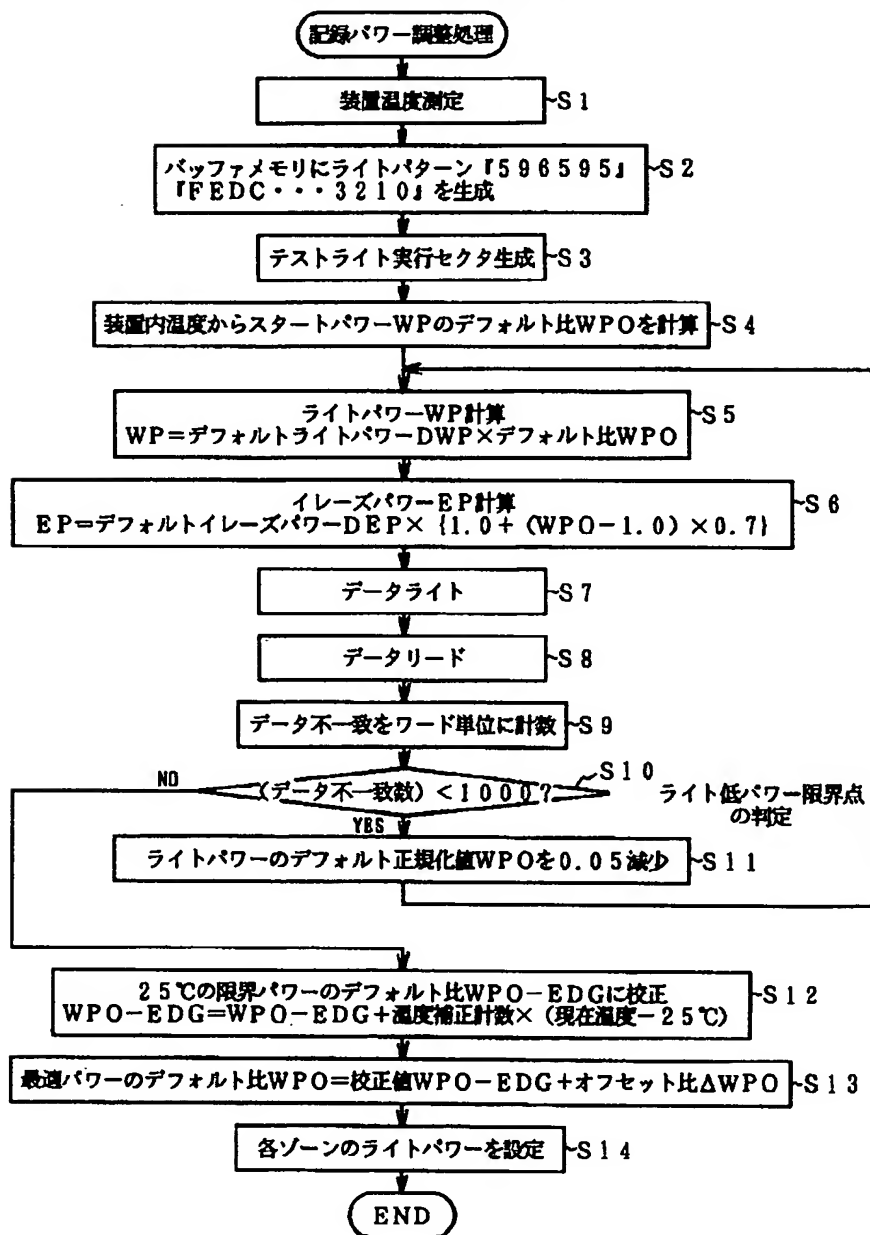 記録パワー調整処理
装置温度測定 ~S1
バッファメモリにライトパターン『596595』 ~S2
『FEDC・・・3210』を生成
テストライト実行セクタ生成 ~S3
装置内温度からスタートパワーWPのデフォルト比WPOを計算 ~S4
ライトパワーWP計算 ~S5
WP=デフォルトライトパワーDWP×デフォルト比WPO
イレーズパワーEP計算 ~S6
EP=デフォルトイレーズパワーDEP×{1.0+(WPO-1.0)×0.7}
データライト ~S7
データリード ~S8
データ不一致をワード単位に計数 ~S9
(データ不一致数)<1000? S10
NO
YES
ライト低パワー限界点
の判定
ライトパワーのデフォルト正規化値WPOを0.05減少 ~S11
25℃の限界パワーのデフォルト比WPO-EDGに校正 ~S12
WPO-EDG=WPO-EDG+温度補正計数×(現在温度-25℃)
最適パワーのデフォルト比WPO=校正値WPO-EDG+オフセット比ΔWPO ~S13
各ゾーンのライトパワーを設定 ~S14
END